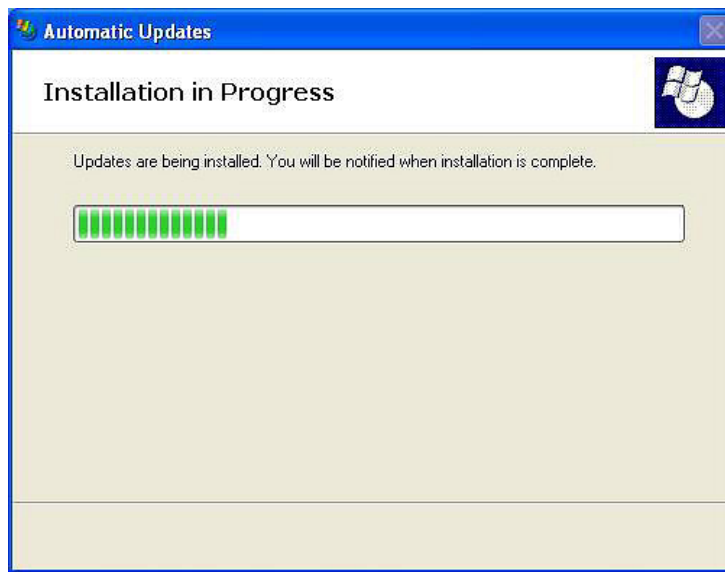 Automatic Updates
Installation in Progress
Updates are being installed. You will be notified when installation is complete.